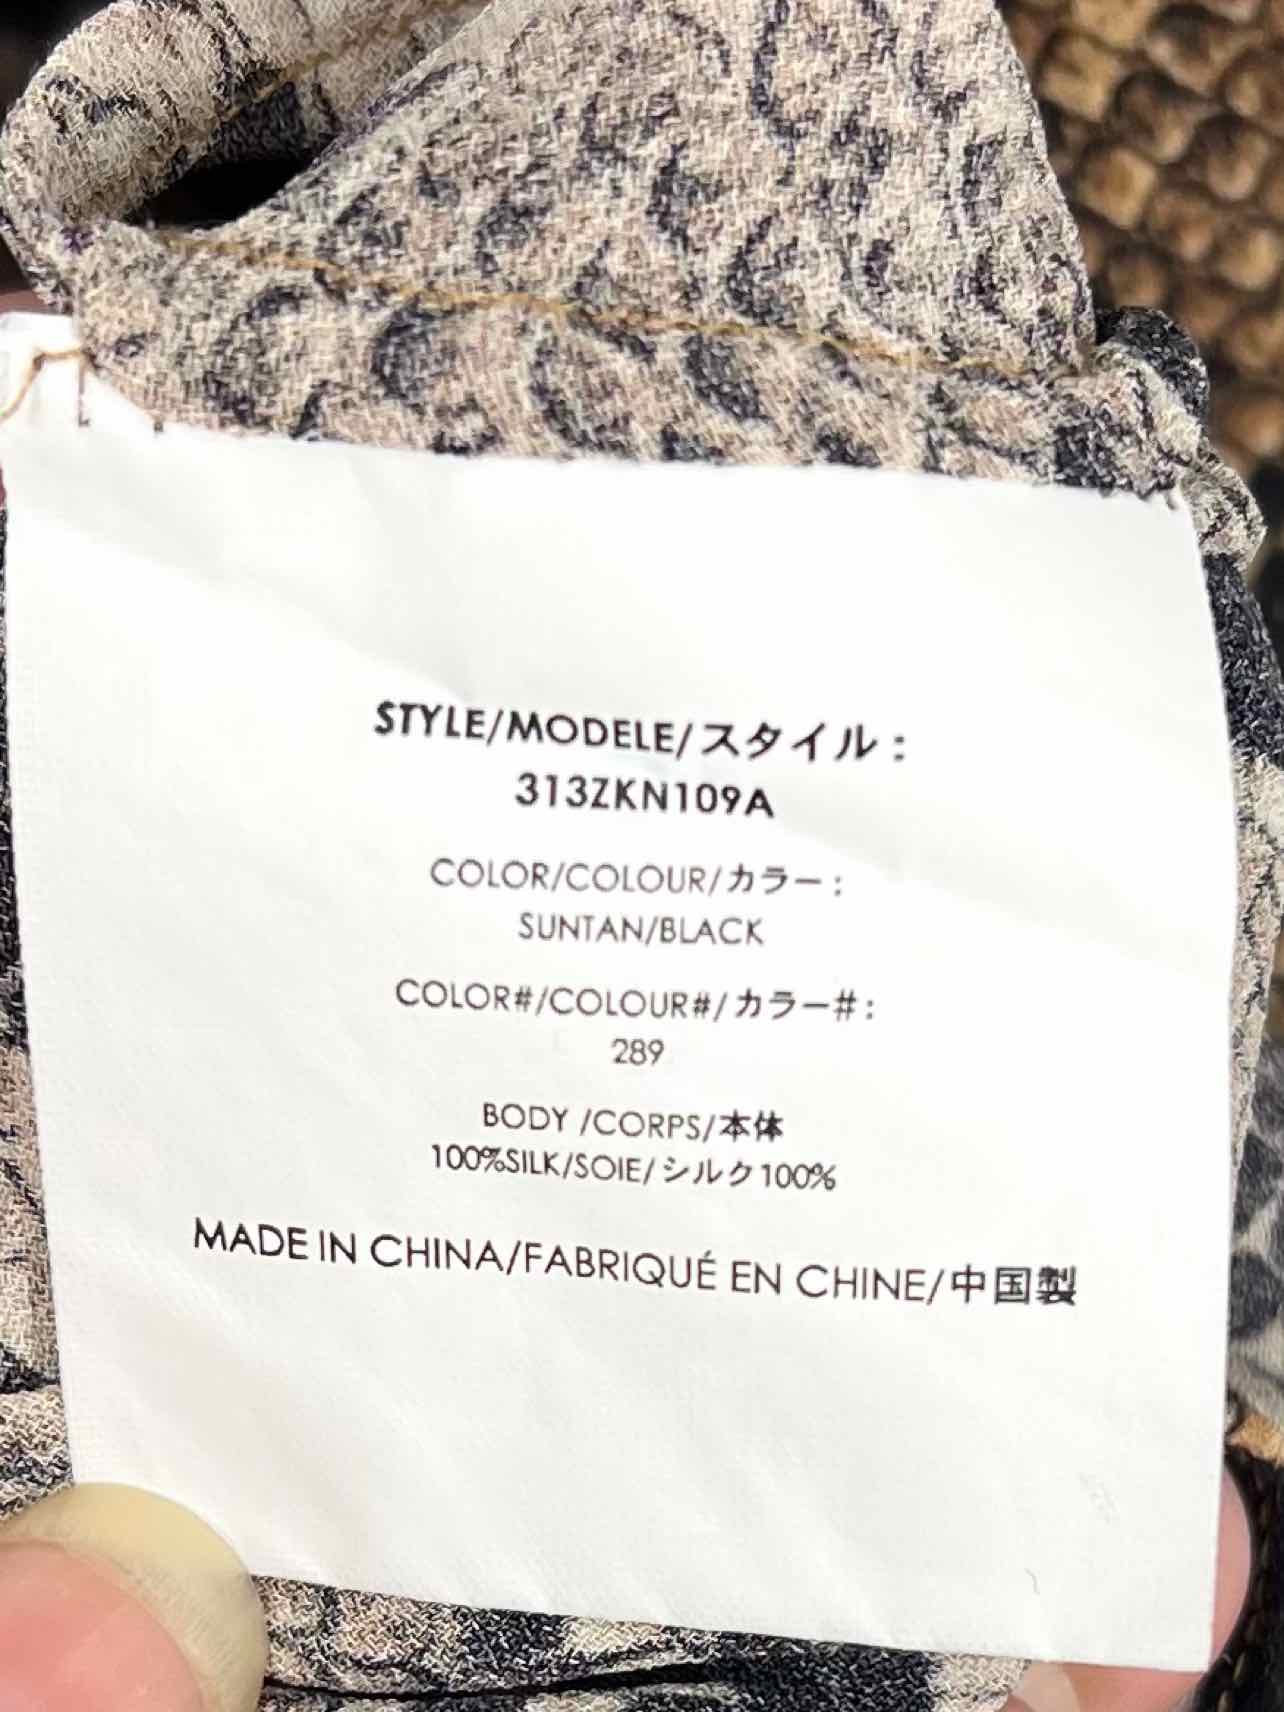 STYLE/MODELE/スタイル :
313ZKN109A
COLOR/COLOUR/カラー :
SUNTAN/BLACK
COLOR#/COLOUR#/カラー#:
289
BODY /CORPS/本体
100%SILK/SOIE/シルク100%
MADE IN CHINA/FABRIQUÉ EN CHINE/中国製